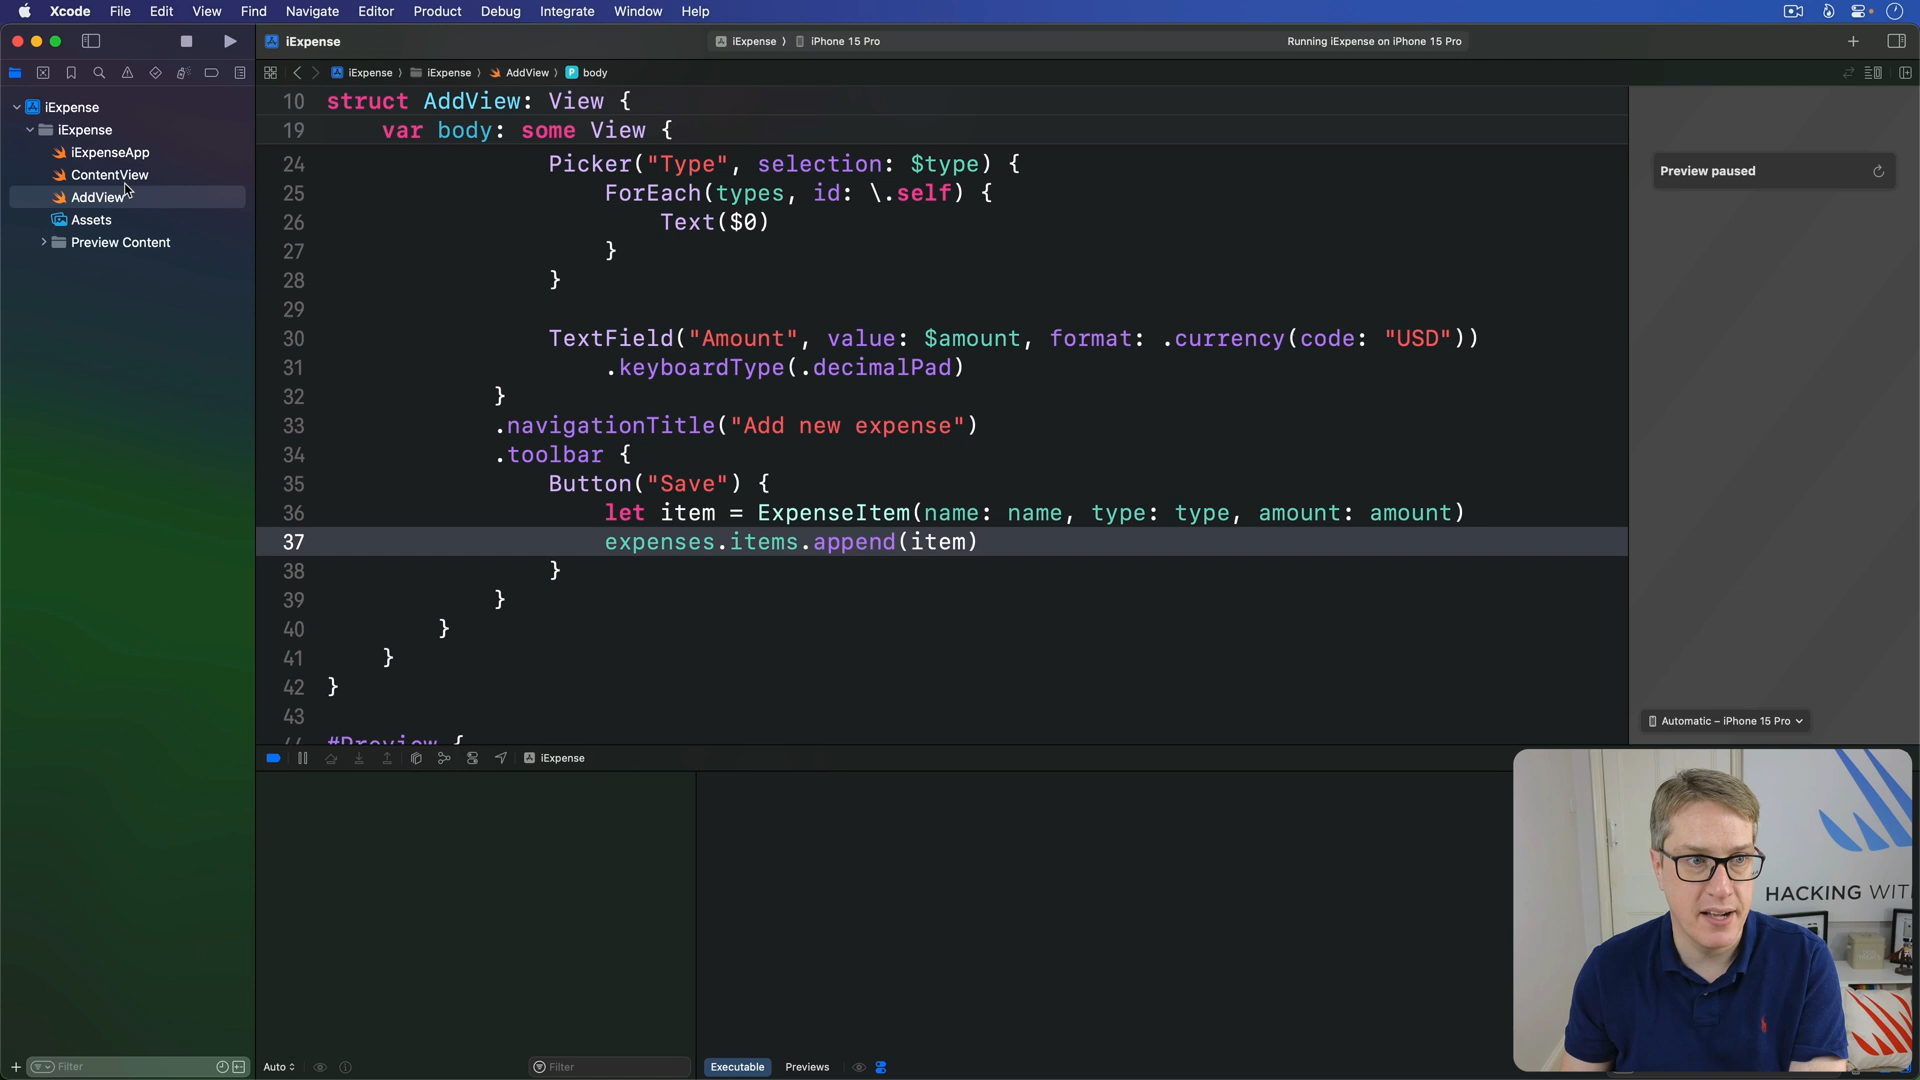 Xcode File Edit View Find Navigate Editor Product Debug Integrate Window Help
iExpense
iExpense iPhone 15 Pro
Running iExpense on iPhone 15 Pro
iExpense iExpense AddView P body
iExpense
iExpense
iExpenseApp
ContentView
AddView
Assets
Preview Content
10 struct AddView: View {
19 var body: some View {
24 Picker("Type", selection: $type) {
25 ForEach(types, id: \.self) {
26 Text($0)
27 }
28 }
29
30 TextField("Amount", value: $amount, format: .currency(code: "USD"))
31 .keyboardType(.decimalPad)
32 }
33 .navigationTitle("Add new expense")
34 .toolbar {
35 Button("Save") {
36 let item = ExpenseItem(name: name, type: type, amount: amount)
37 expenses.items.append(item)
38 }
39 }
40 }
41 }
42 }
43
44 #Preview {
Preview paused
Automatic – iPhone 15 Pro
iExpense
HACKING WIT
Filter
Auto
Filter
Executable Previews